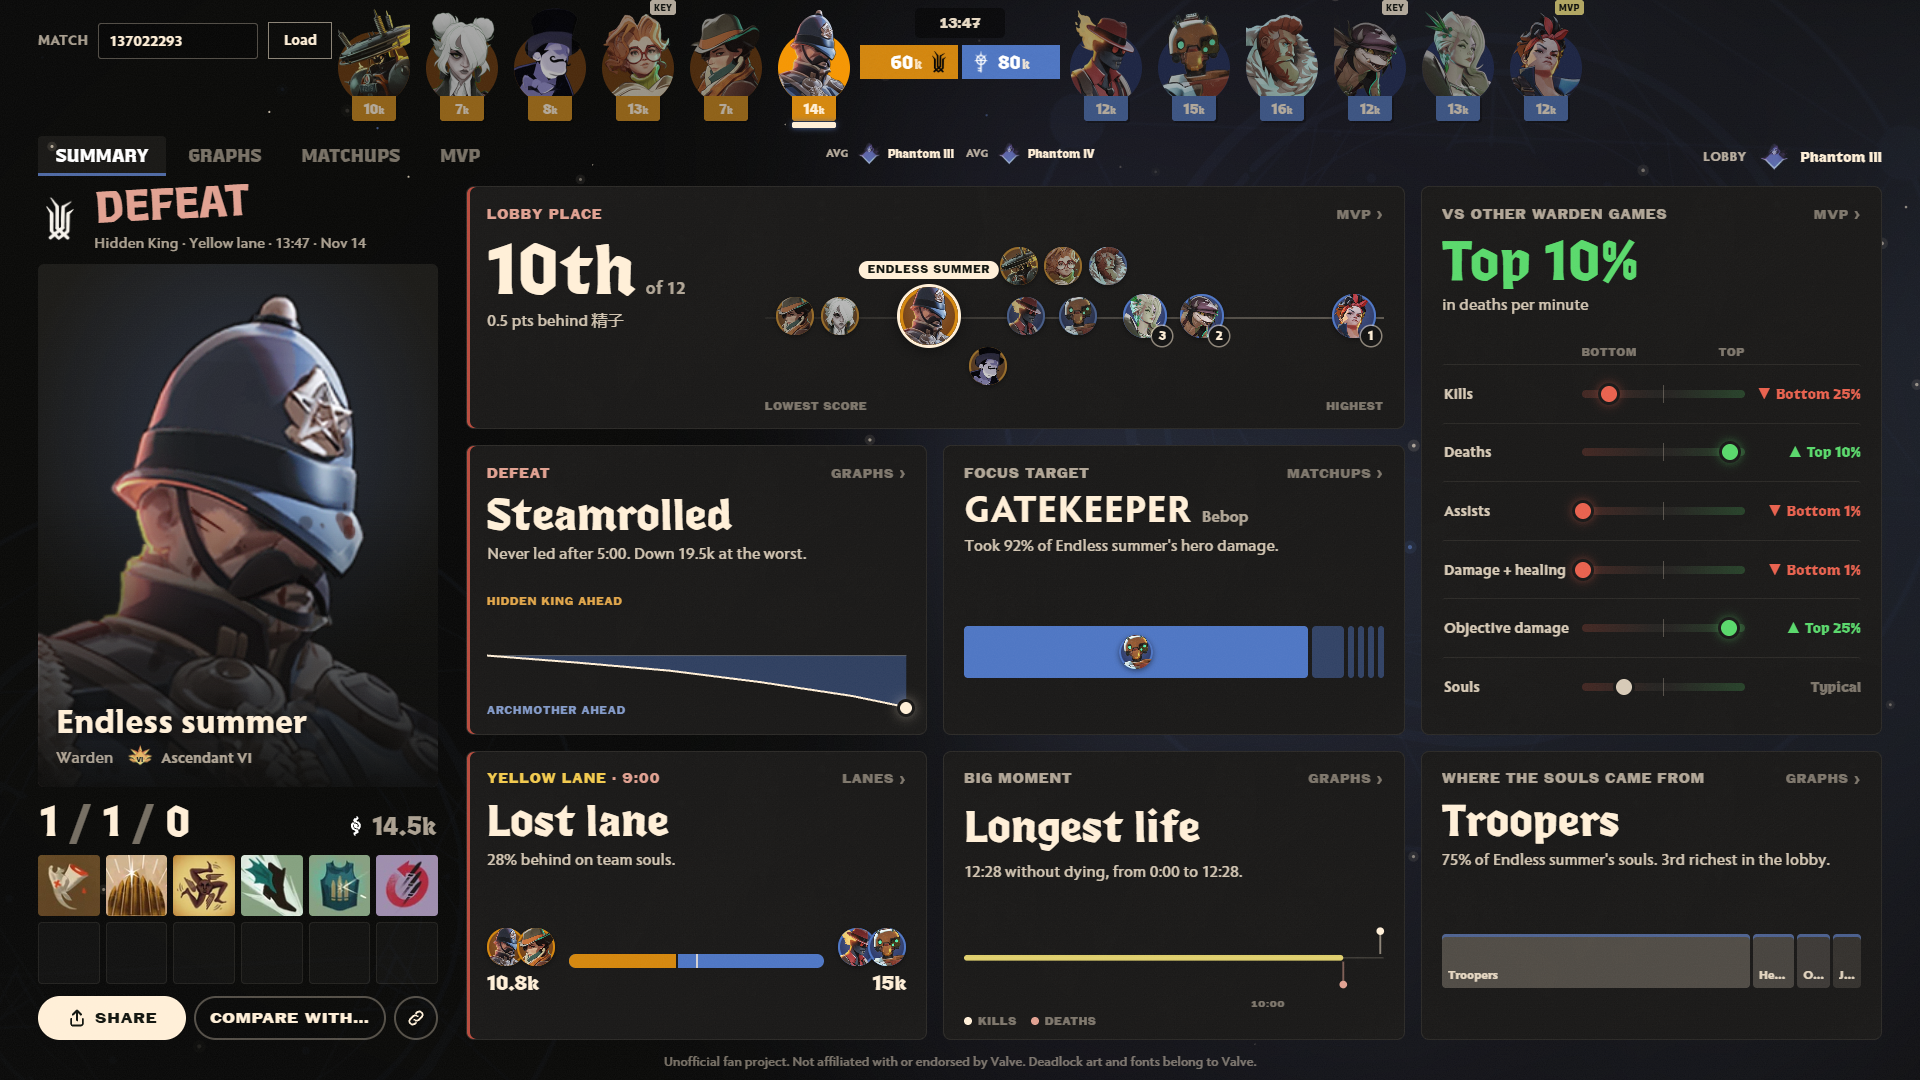 MATCH
137022293
Load
KEY
13:47
KEY
MVP
60k
80k
10k
7k
8k
13k
7k
14k
12k
15k
16k
12k
13k
12k
SUMMARY
GRAPHS
MATCHUPS
MVP
AVG
Phantom III
AVG
Phantom IV
LOBBY
Phantom III
DEFEAT
Hidden King · Yellow lane · 13:47 · Nov 14
Endless summer
Warden
VI
Ascendant VI
1 / 1 / 0
14.5k
SHARE
COMPARE WITH...
LOBBY PLACE
MVP ›
10th of 12
0.5 pts behind 精子
ENDLESS SUMMER
3
2
1
LOWEST SCORE
HIGHEST
VS OTHER WARDEN GAMES
MVP ›
Top 10%
in deaths per minute
BOTTOM
TOP
Kills
▼ Bottom 25%
Deaths
▲ Top 10%
Assists
▼ Bottom 1%
Damage + healing
▼ Bottom 1%
Objective damage
▲ Top 25%
Souls
Typical
DEFEAT
GRAPHS ›
Steamrolled
Never led after 5:00. Down 19.5k at the worst.
HIDDEN KING AHEAD
ARCHMOTHER AHEAD
FOCUS TARGET
MATCHUPS ›
GATEKEEPER Bebop
Took 92% of Endless summer's hero damage.
YELLOW LANE · 9:00
LANES ›
Lost lane
28% behind on team souls.
10.8k
15k
BIG MOMENT
GRAPHS ›
Longest life
12:28 without dying, from 0:00 to 12:28.
10:00
KILLS
DEATHS
WHERE THE SOULS CAME FROM
GRAPHS ›
Troopers
75% of Endless summer's souls. 3rd richest in the lobby.
Troopers
He...
O...
J...
Unofficial fan project. Not affiliated with or endorsed by Valve. Deadlock art and fonts belong to Valve.